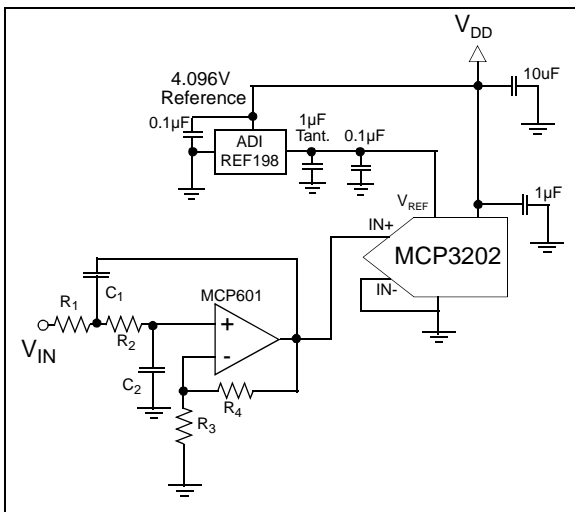 V_DD
10uF
4.096V
Reference
0.1µF
ADI
REF198
1µF
Tant.
0.1µF
V_REF
1µF
IN+
MCP3202
IN-
C_1
MCP601
R_1
R_2
V_IN
+
-
C_2
R_4
R_3